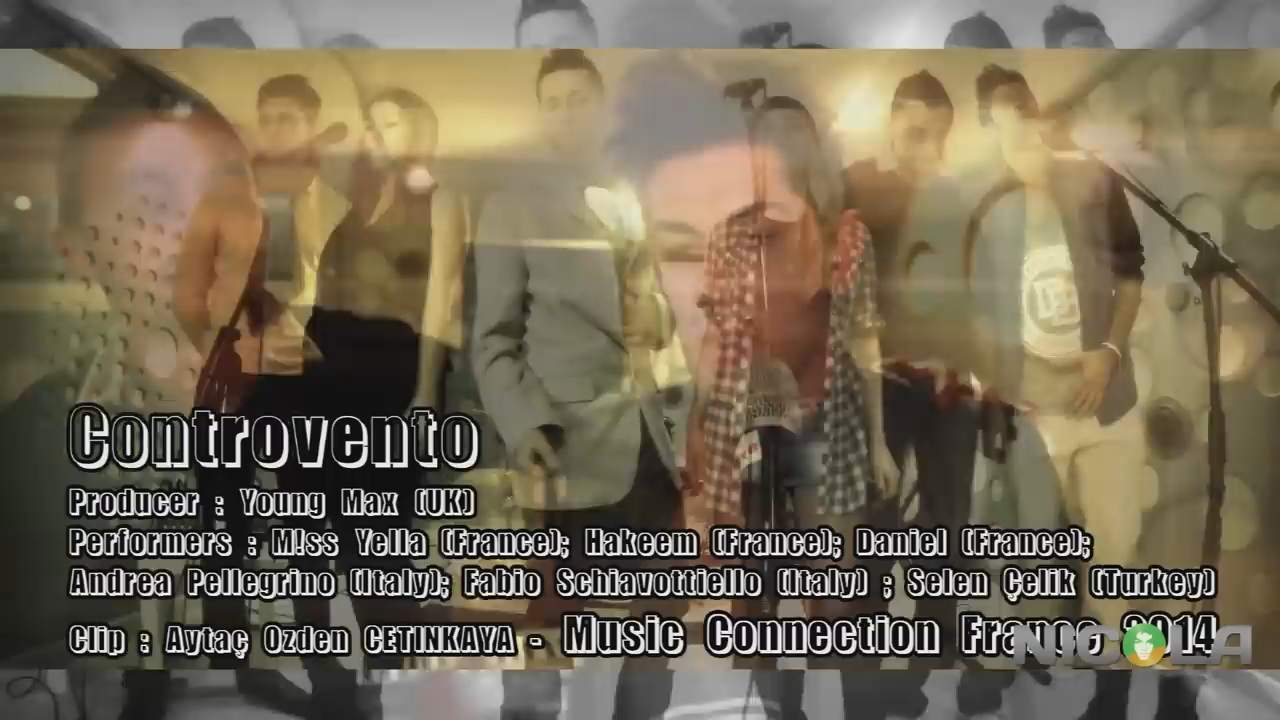 Controvento
Producer : Young Max (UK)
Performers : M!ss Yella (France); Hakeem (France); Daniel (France);
Andrea Pellegrino (Italy); Fabio Schiavottiello (Italy) ; Selen Çelik (Turkey)
Clip : Aytaç Ozden CETINKAYA - Music Connection France 2014
NICOLA